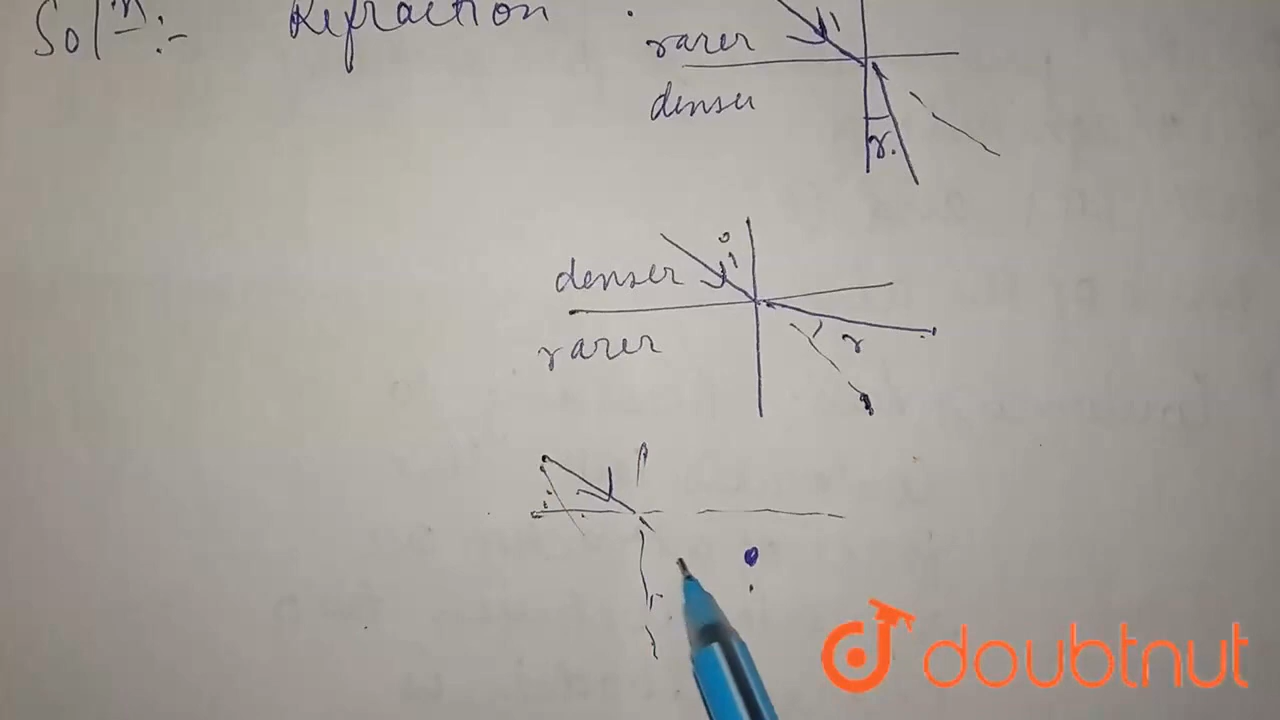 Sol^n:- Refraction
rarer
i
denser
r.
i
denser
rarer
r
doubtnut